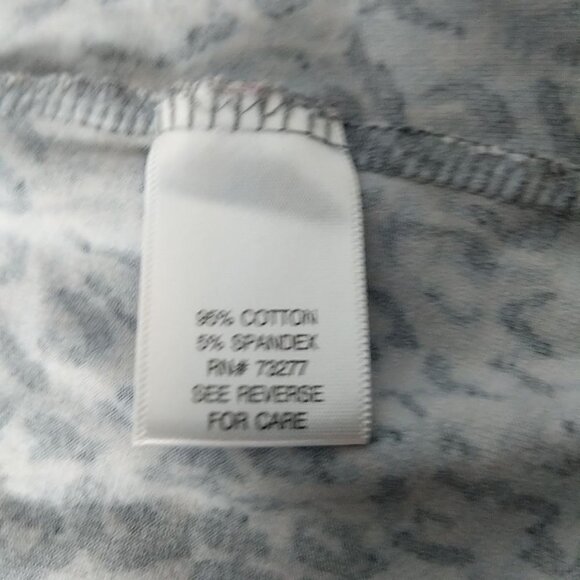 95% COTTON
5% SPANDEX
RN# 73277
SEE REVERSE
FOR CARE